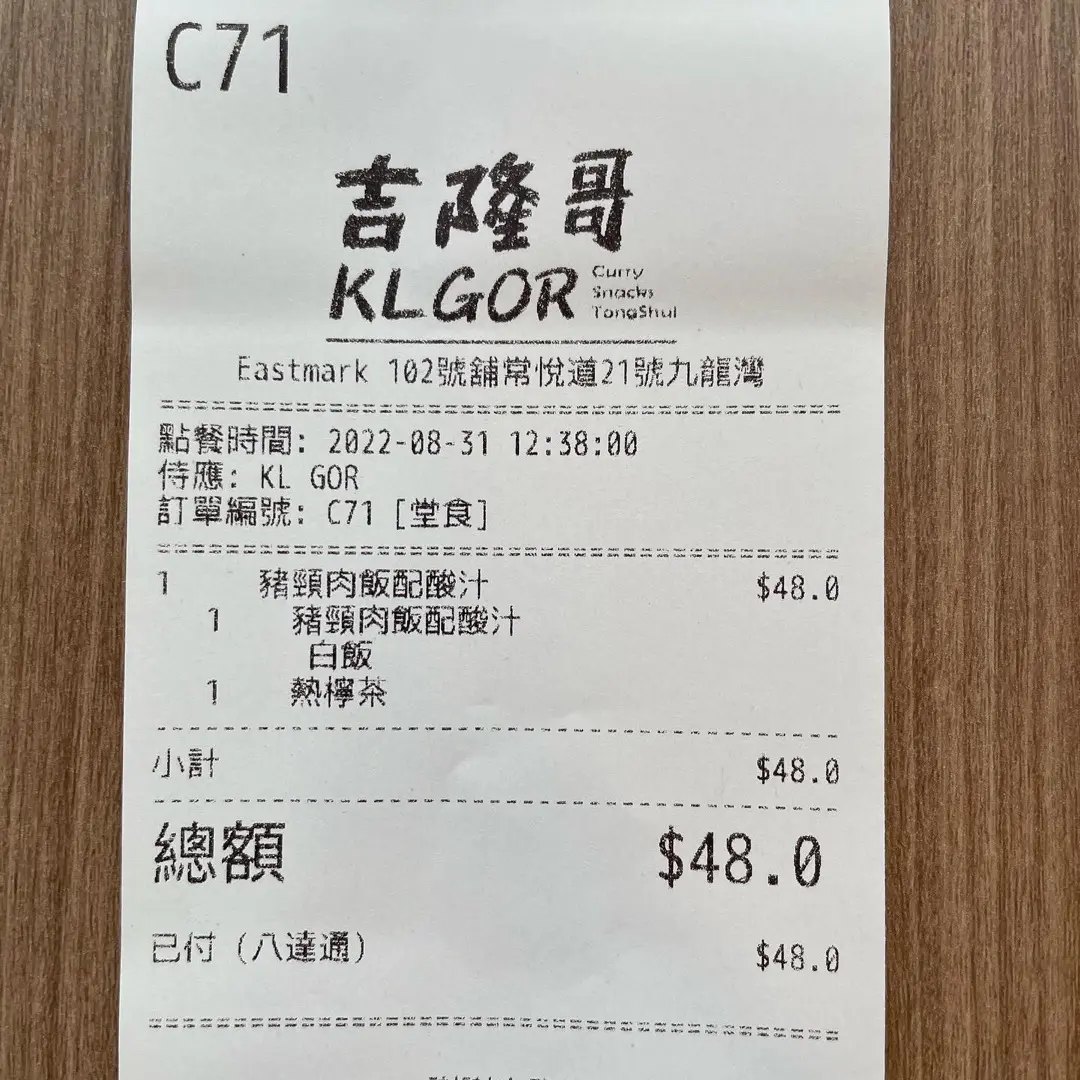 C71
吉隆哥
KL GOR
Curry
Snacks
TongShui
Eastmark 102號舖常悅道21號九龍灣
點餐時間: 2022-08-31 12:38:00
侍應: KL GOR
訂單編號: C71 [堂食]
1 豬頸肉飯配酸汁 $48.0
1 豬頸肉飯配酸汁
白飯
1 熱檸茶
小計 $48.0
總額 $48.0
已付 (八達通) $48.0